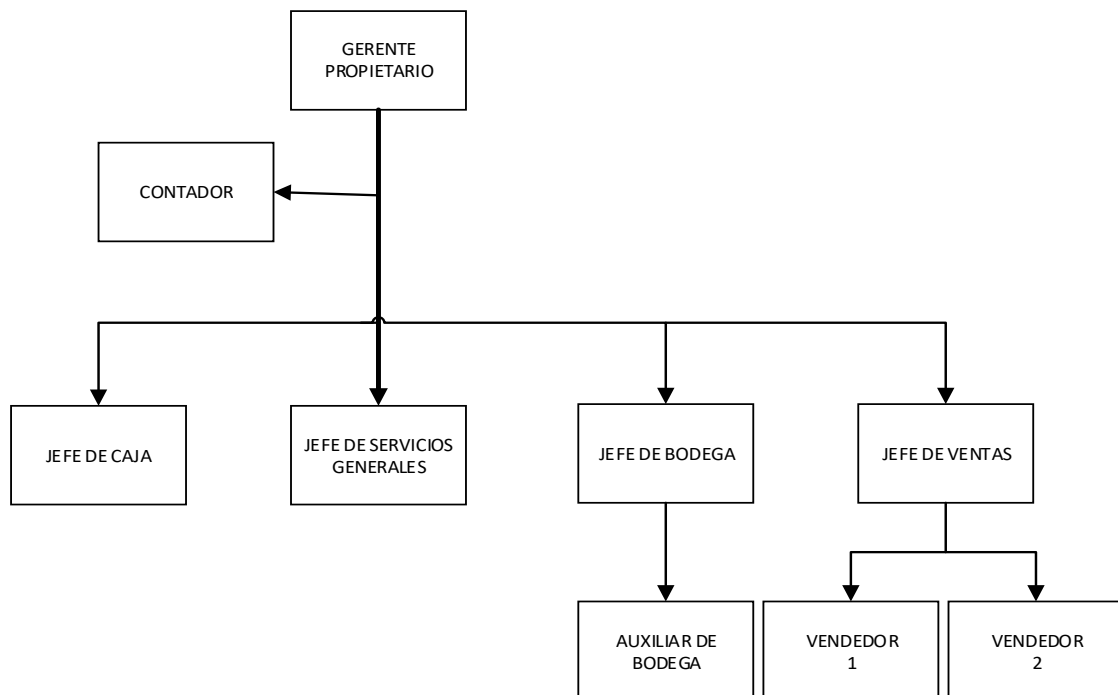 GERENTE
PROPIETARIO
CONTADOR
JEFE DE CAJA
JEFE DE SERVICIOS
GENERALES
JEFE DE BODEGA
JEFE DE VENTAS
AUXILIAR DE
BODEGA
VENDEDOR
1
VENDEDOR
2